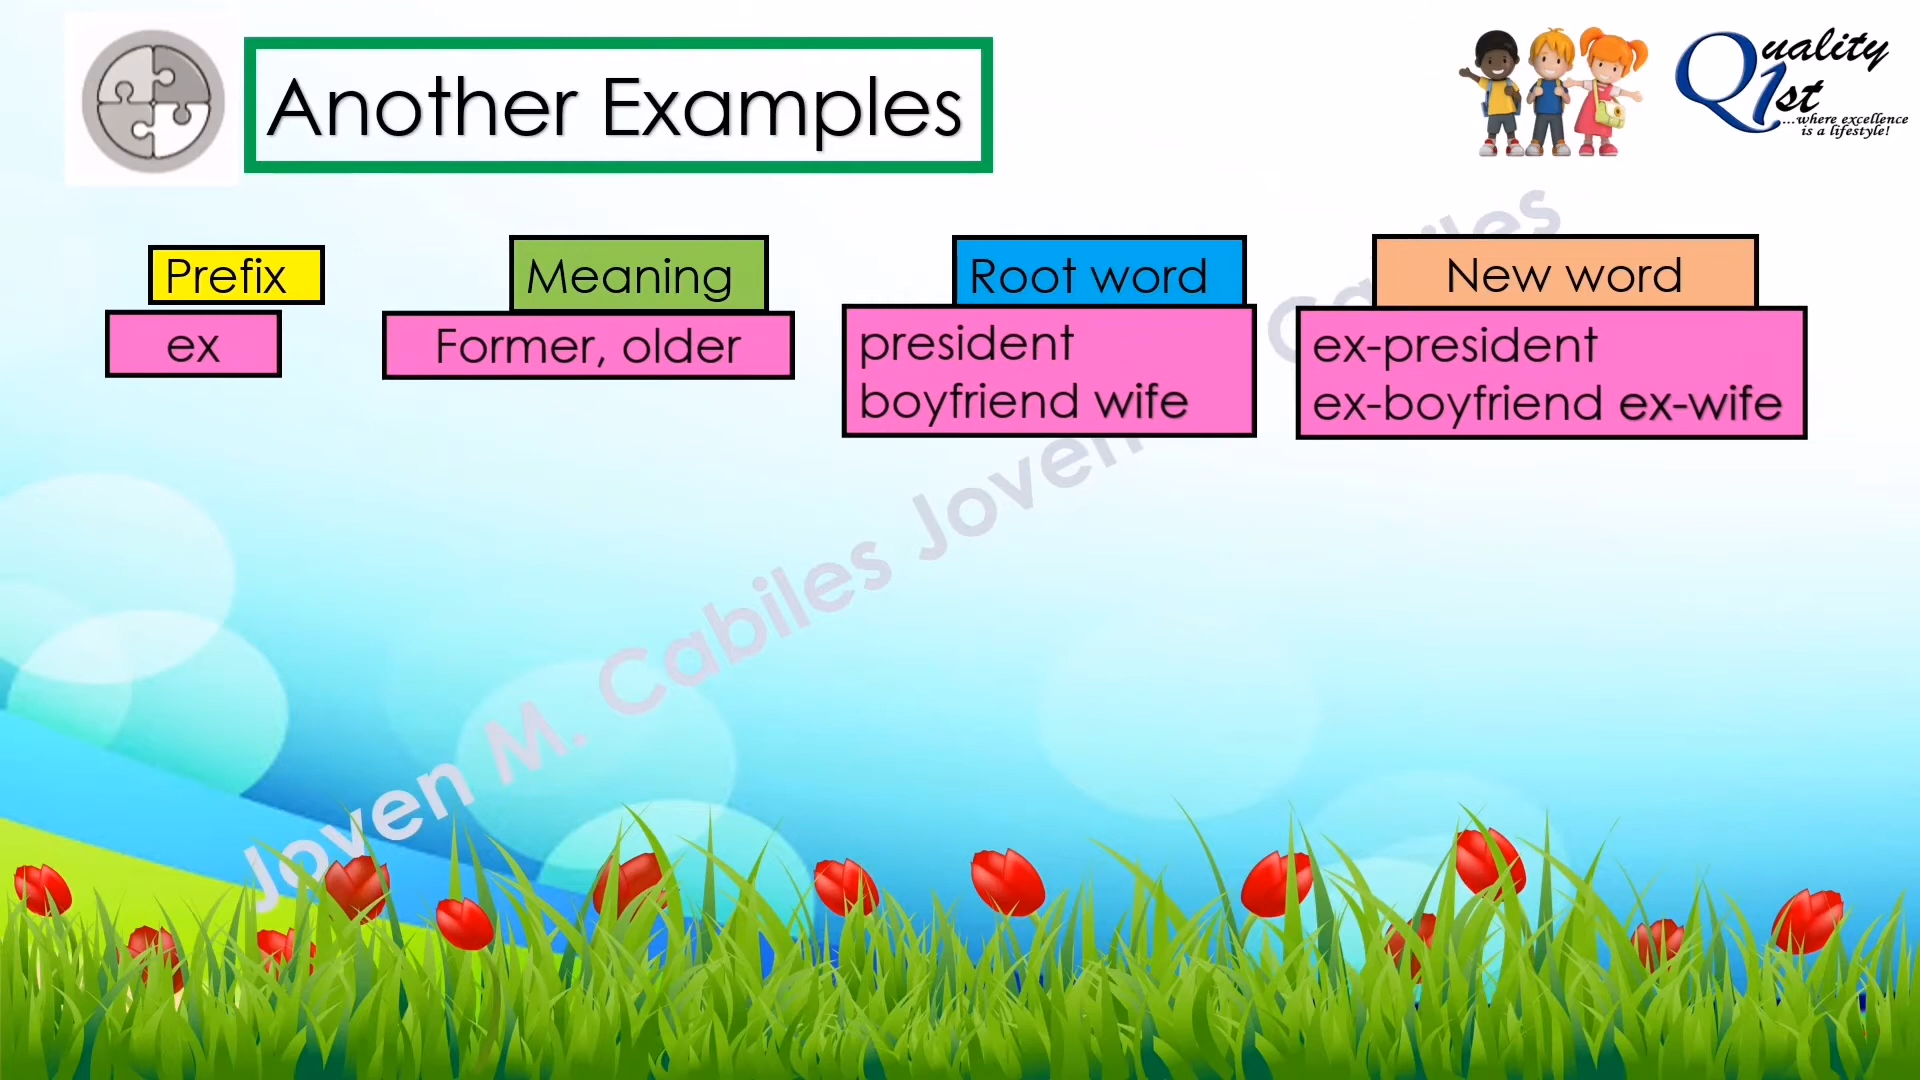 Another Examples
Quality
1st
...where excellence
is a lifestyle!
Prefix
Meaning
Root word
New word
ex
Former, older
president
boyfriend wife
ex-president
ex-boyfriend ex-wife
Joven M. Cabiles Joven Cabiles